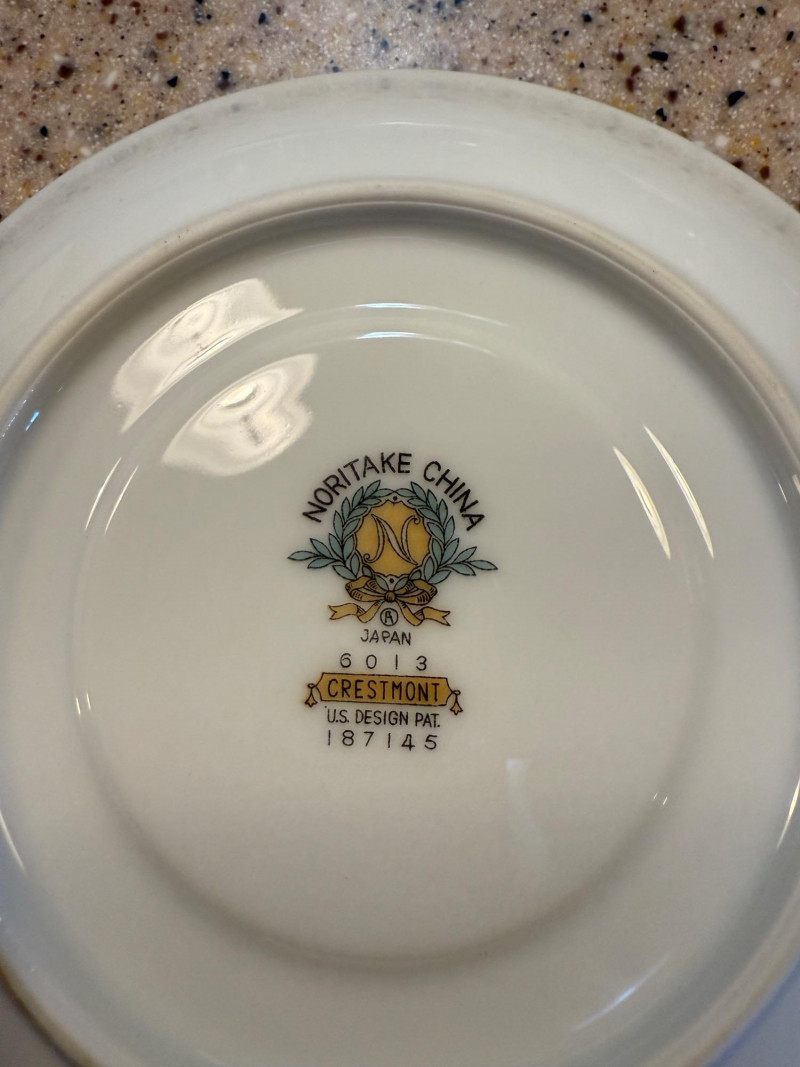 NORITAKE CHINA
N
JAPAN
6013
CRESTMONT
U.S. DESIGN PAT.
187145